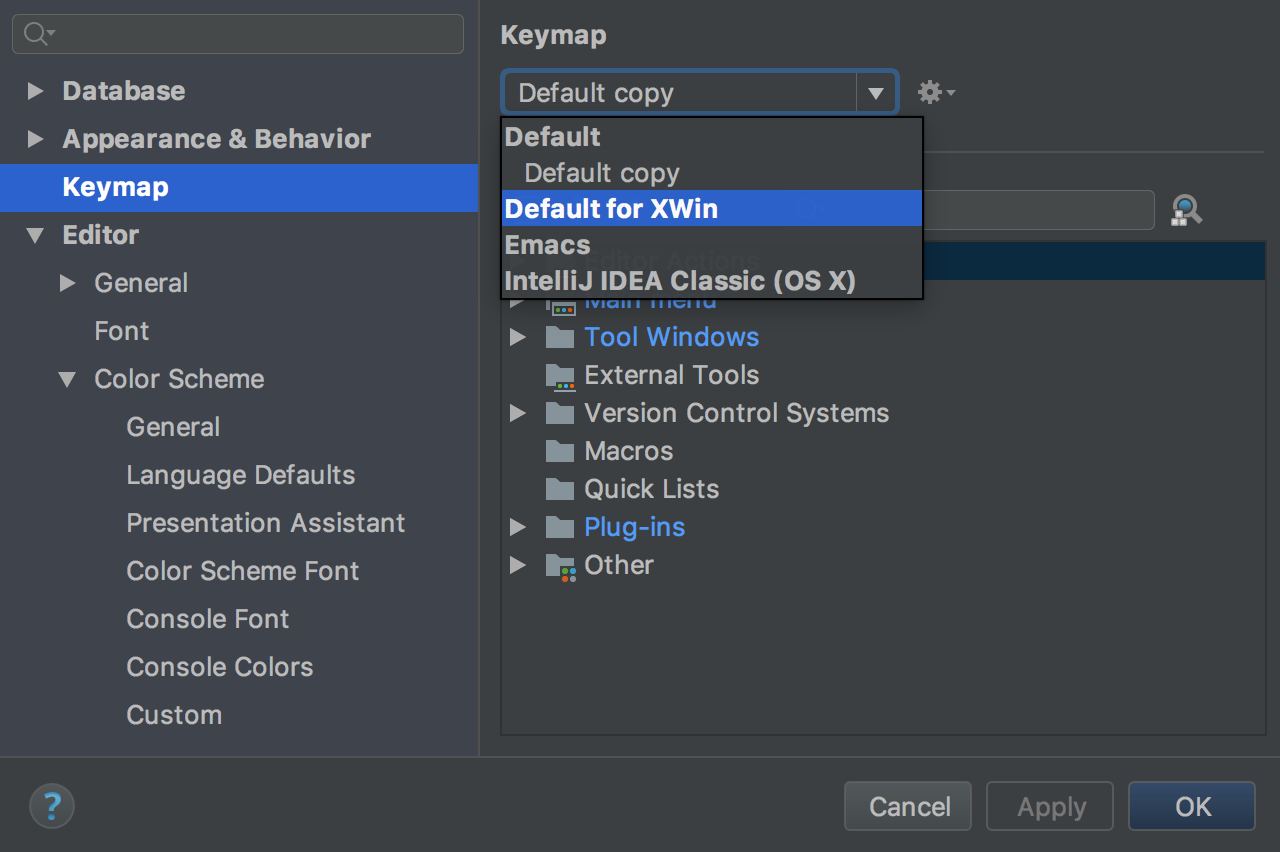 Database
Appearance & Behavior
Keymap
Editor
General
Font
Color Scheme
General
Language Defaults
Presentation Assistant
Color Scheme Font
Console Font
Console Colors
Custom
Keymap
Default copy
Default
Default copy
Default for XWin
Emacs
Editor Actions
IntelliJ IDEA Classic (OS X)
Main menu
Tool Windows
External Tools
Version Control Systems
Macros
Quick Lists
Plug-ins
Other
?
Cancel
Apply
OK